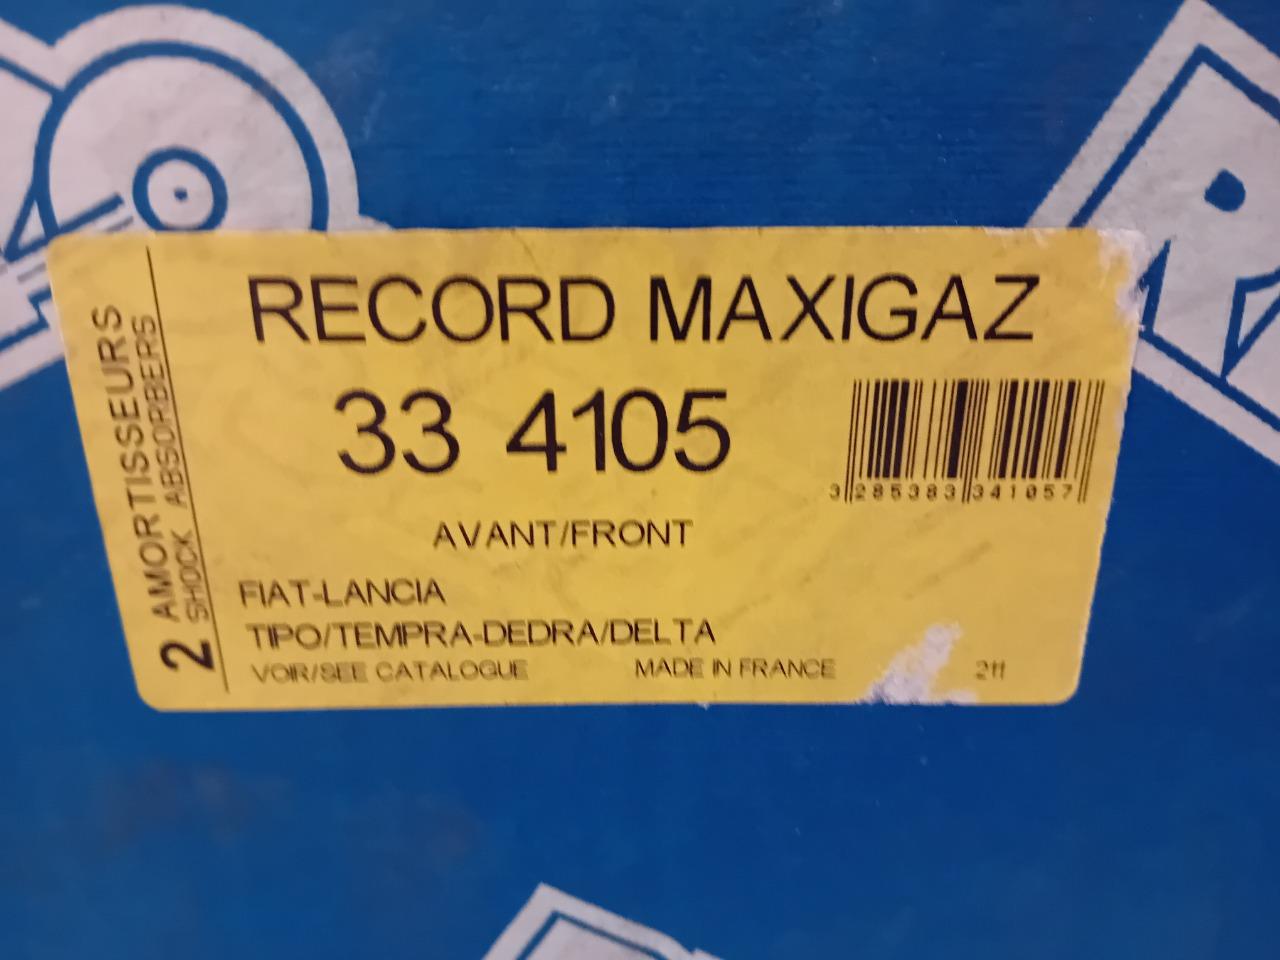 2 AMORTISSEURS
SHOCK ABSORBERS
RECORD MAXIGAZ
33 4105
3 285383 341057
AVANT/FRONT
FIAT-LANCIA
TIPO/TEMPRA-DEDRA/DELTA
VOIR/SEE CATALOGUE MADE IN FRANCE 211